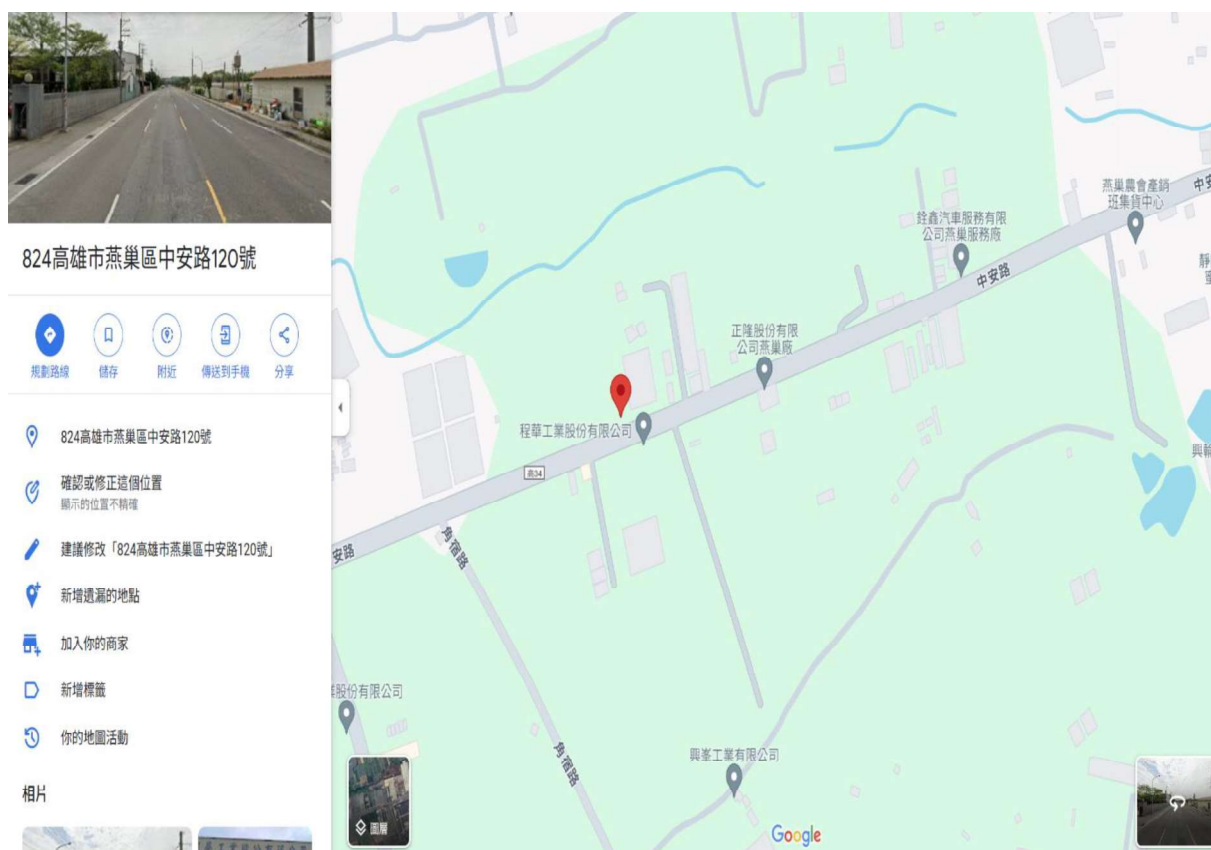 824高雄市燕巢區中安路120號
規劃路線
儲存
附近
傳送到手機
分享
824高雄市燕巢區中安路120號
確認或修正這個位置
顯示的位置不精確
建議修改「824高雄市燕巢區中安路120號」
新增遺漏的地點
加入你的商家
新增標籤
你的地圖活動
相片
燕巢農會產銷
班集貨中心
銓鑫汽車服務有限
公司燕巢服務廠
中安路
正隆股份有限
公司燕巢廠
程華工業股份有限公司
高34
安路
角宿路
股份有限公司
角宿路
興峯工業有限公司
圖層
Google